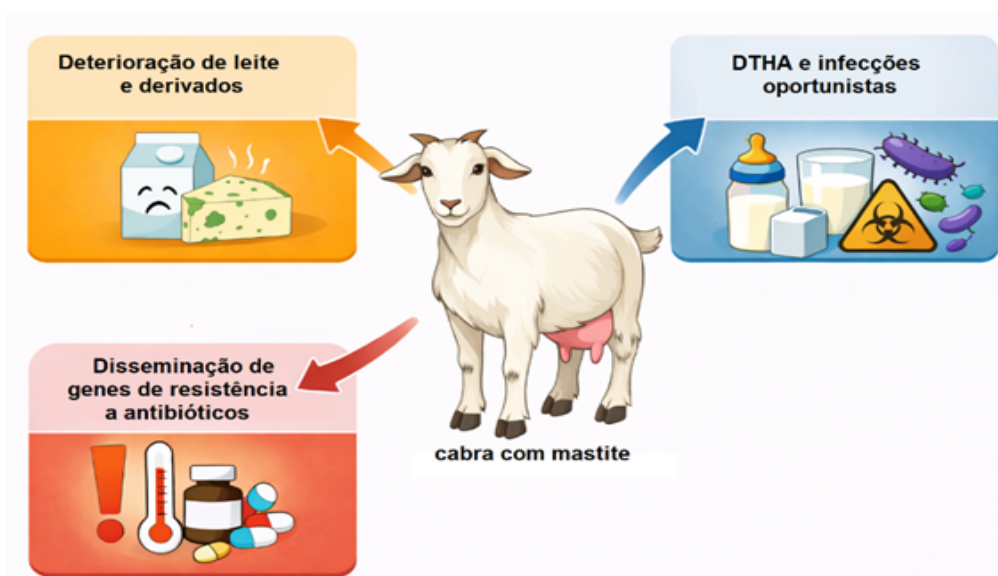 Deterioração de leite
e derivados
DTHA e infecções
oportunistas
Disseminação de
genes de resistência
a antibióticos
cabra com mastite